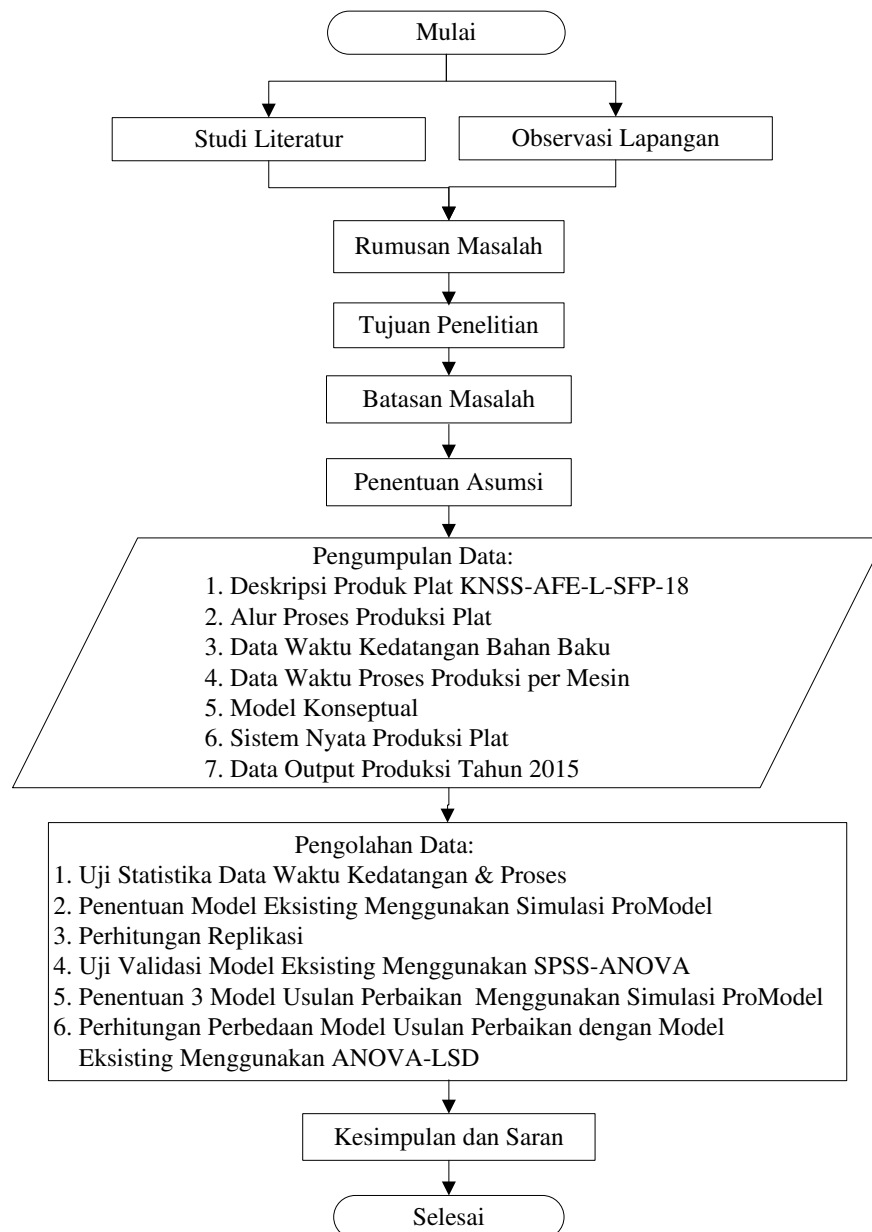 Mulai
Studi Literatur
Observasi Lapangan
Rumusan Masalah
Tujuan Penelitian
Batasan Masalah
Penentuan Asumsi
Pengumpulan Data:
1. Deskripsi Produk Plat KNSS-AFE-L-SFP-18
2. Alur Proses Produksi Plat
3. Data Waktu Kedatangan Bahan Baku
4. Data Waktu Proses Produksi per Mesin
5. Model Konseptual
6. Sistem Nyata Produksi Plat
7. Data Output Produksi Tahun 2015
Pengolahan Data:
1. Uji Statistika Data Waktu Kedatangan & Proses
2. Penentuan Model Eksisting Menggunakan Simulasi ProModel
3. Perhitungan Replikasi
4. Uji Validasi Model Eksisting Menggunakan SPSS-ANOVA
5. Penentuan 3 Model Usulan Perbaikan Menggunakan Simulasi ProModel
6. Perhitungan Perbedaan Model Usulan Perbaikan dengan Model
Eksisting Menggunakan ANOVA-LSD
Kesimpulan dan Saran
Selesai